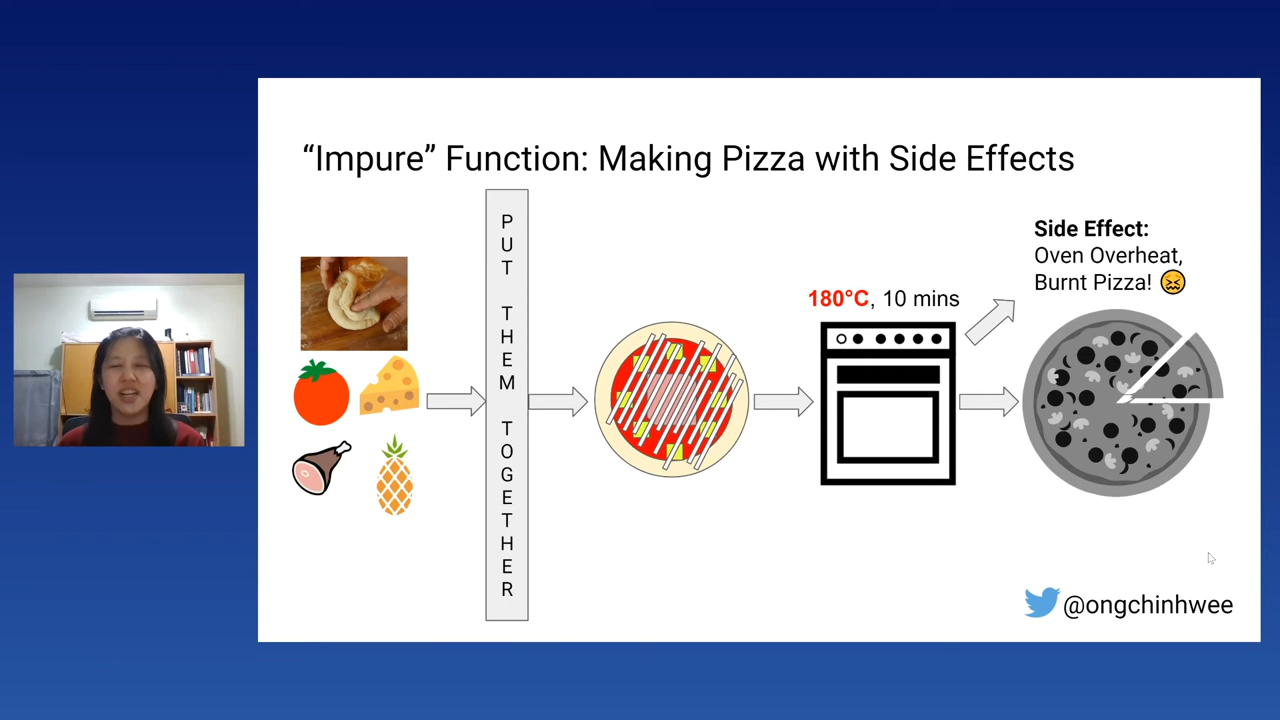 “Impure” Function: Making Pizza with Side Effects
PUT THEM TOGETHER
180°C, 10 mins
Side Effect:
Oven Overheat,
Burnt Pizza! 😖
@ongchinhwee